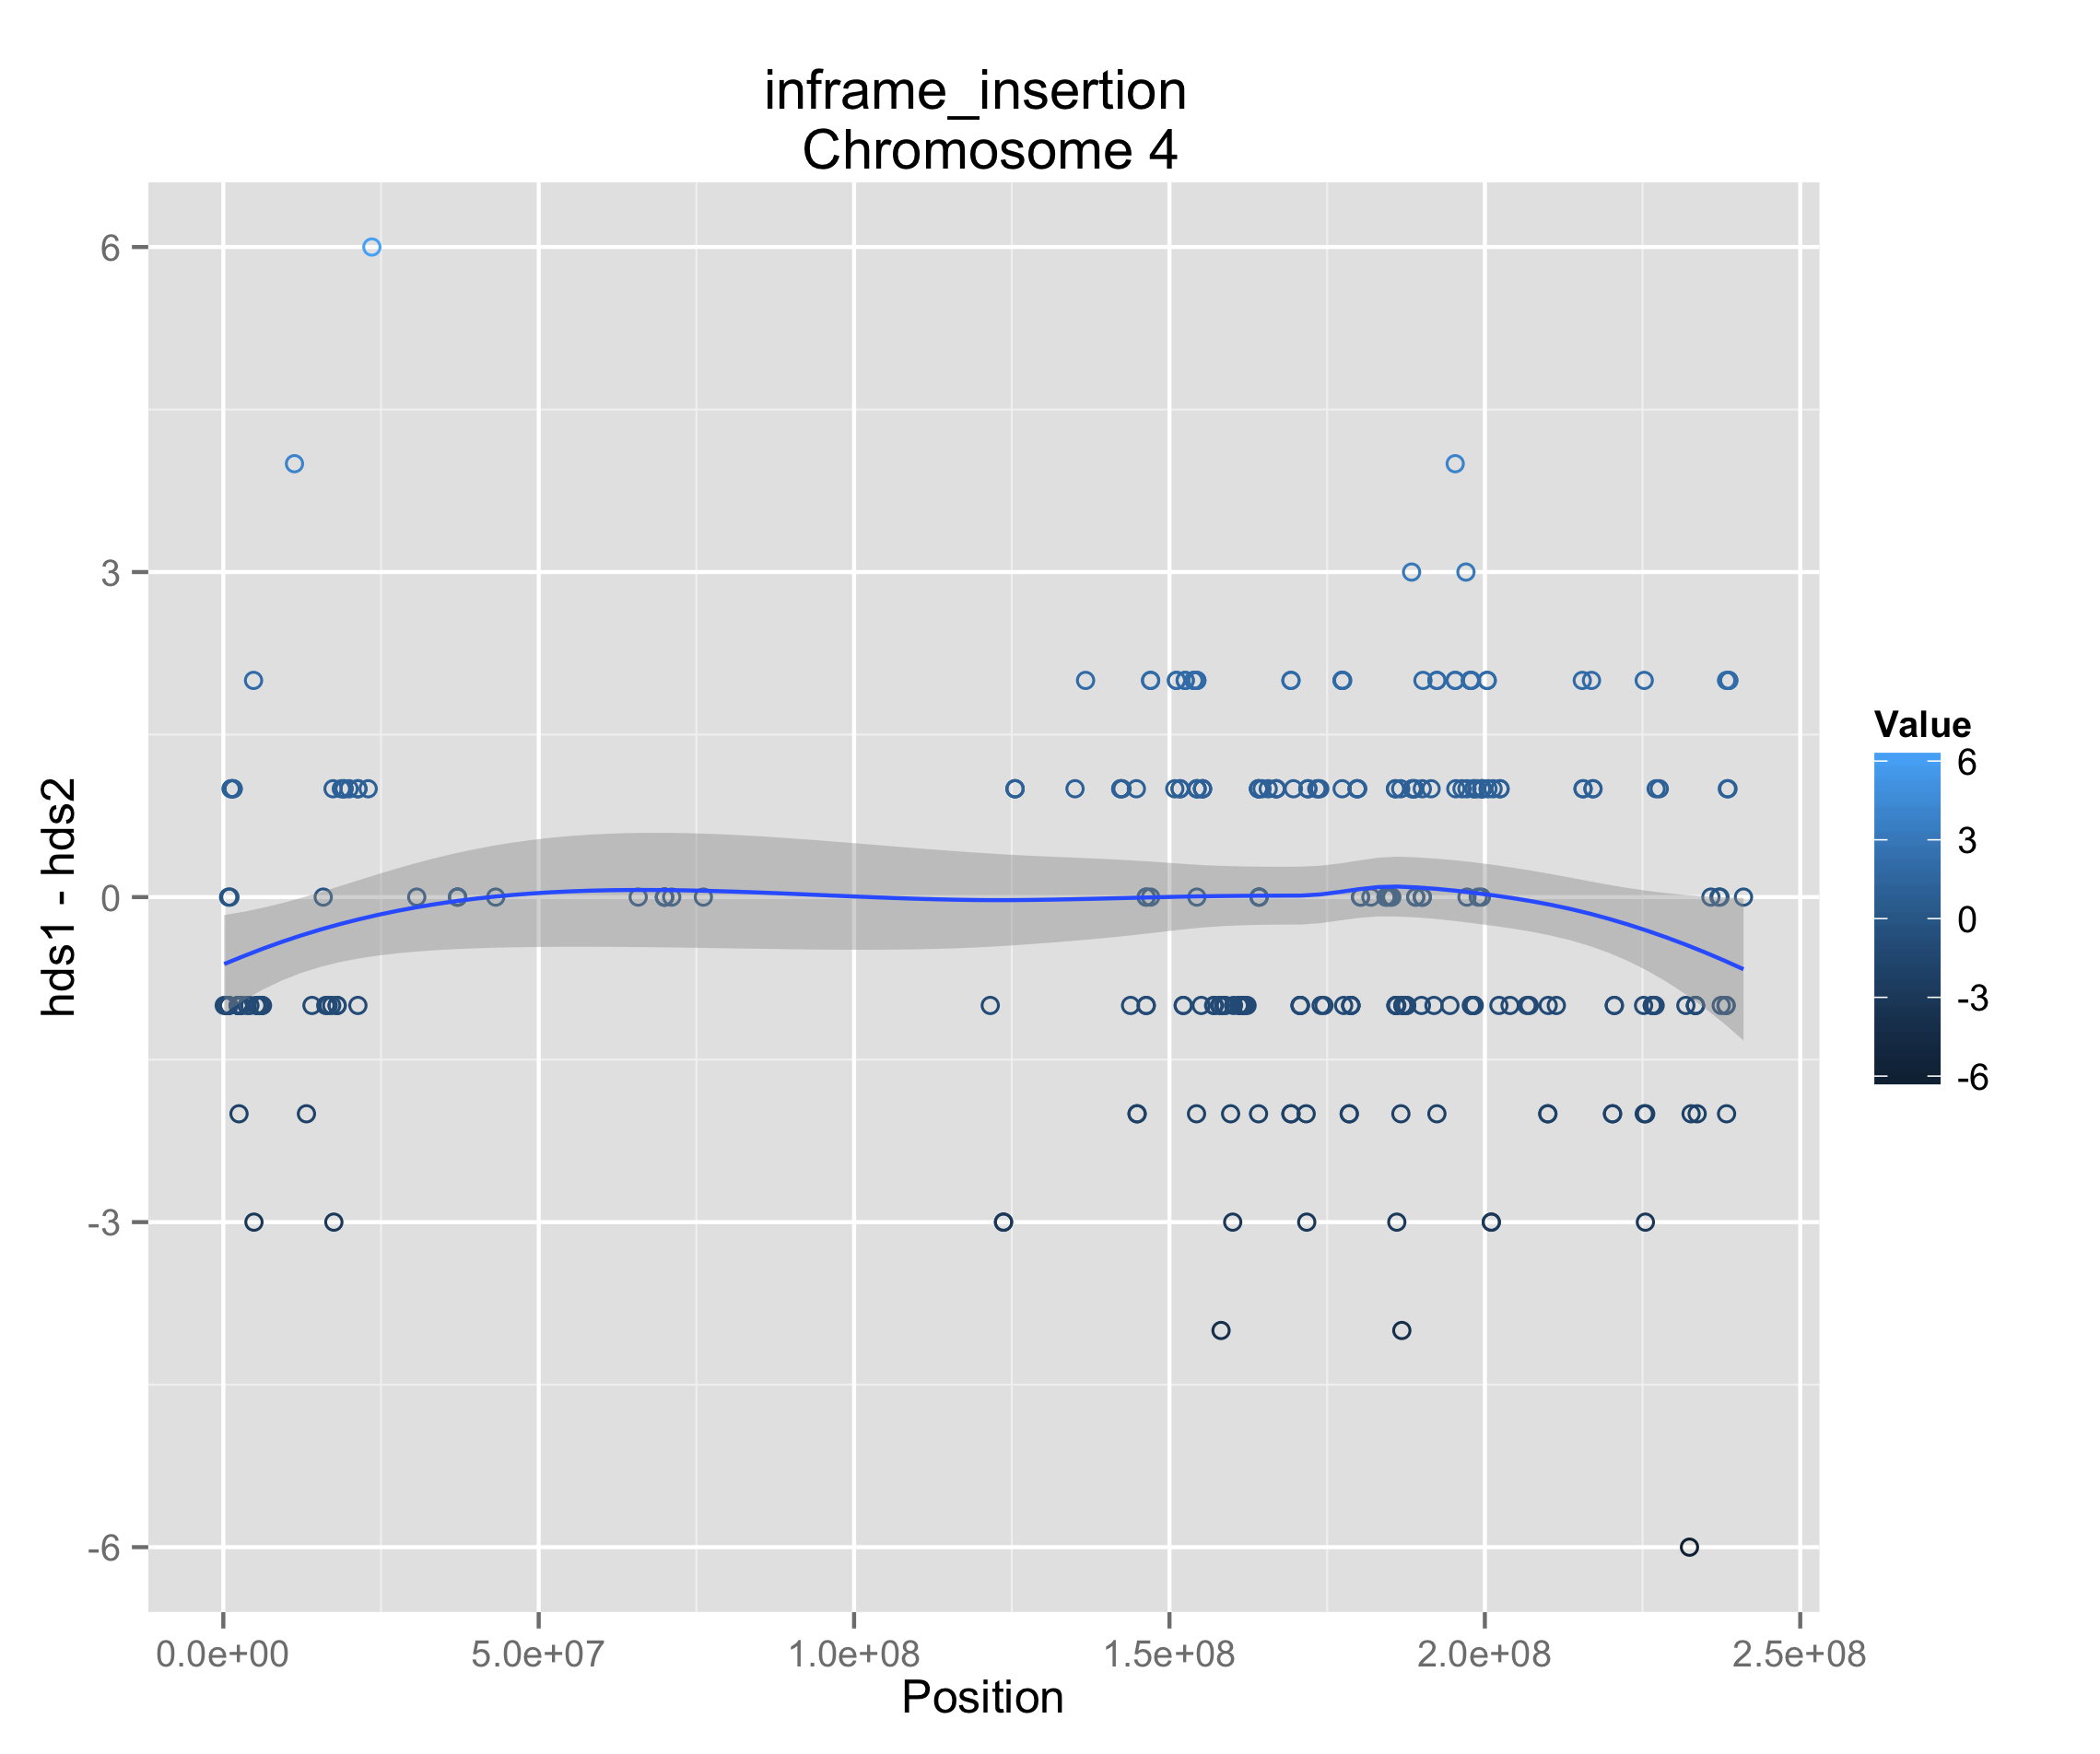 inframe_insertion
Chromosome 4
hds1 - hds2
6
3
0
-3
-6
0.0e+00 5.0e+07 1.0e+08 1.5e+08 2.0e+08 2.5e+08
Position
Value
6
3
0
-3
-6